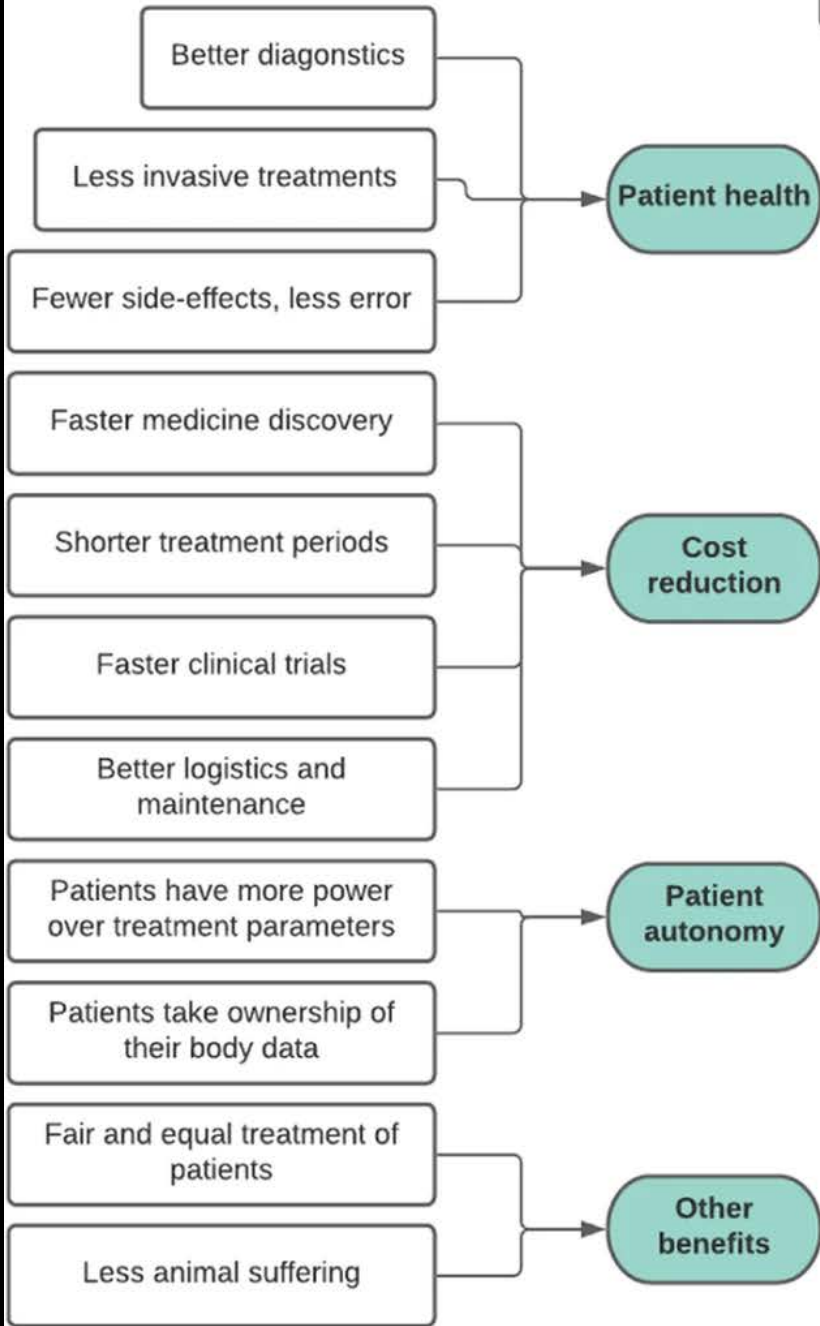 Better diagonstics
Less invasive treatments
Patient health
Fewer side-effects, less error
Faster medicine discovery
Shorter treatment periods
Cost
reduction
Faster clinical trials
Better logistics and
maintenance
Patients have more power
over treatment parameters
Patient
autonomy
Patients take ownership of
their body data
Fair and equal treatment of
patients
Other
benefits
Less animal suffering